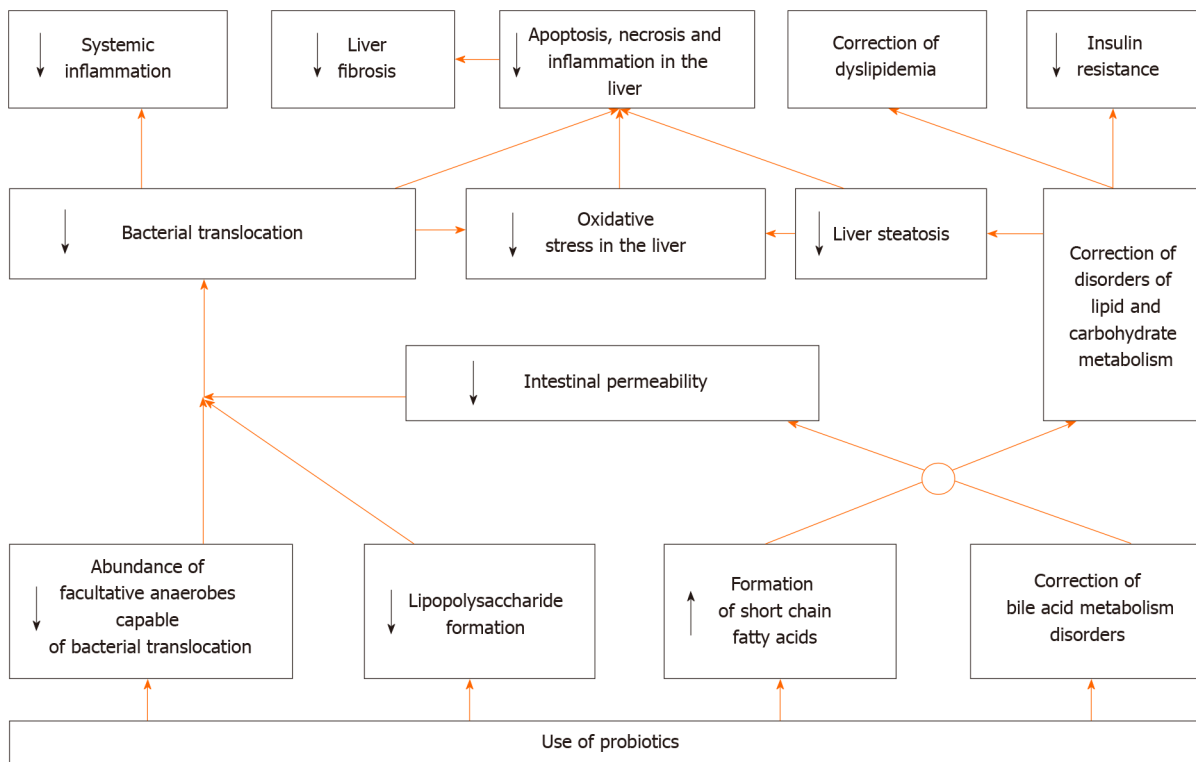 Systemic
inflammation
Liver
fibrosis
Apoptosis, necrosis and
inflammation in the
liver
Correction of
dyslipidemia
Insulin
resistance
Bacterial translocation
Oxidative
stress in the liver
Liver steatosis
Correction of
disorders of
lipid and
carbohydrate
metabolism
Intestinal permeability
Abundance of
facultative anaerobes
capable
of bacterial translocation
Lipopolysaccharide
formation
Formation
of short chain
fatty acids
Correction of
bile acid metabolism
disorders
Use of probiotics